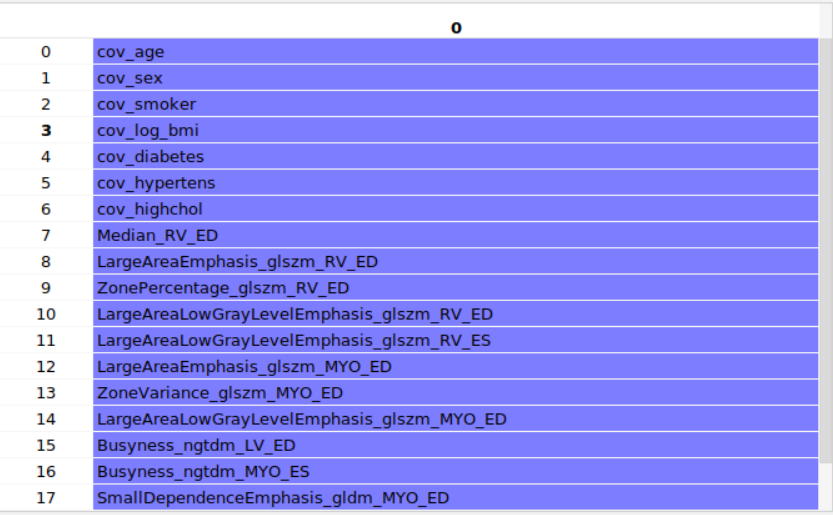 0
0 cov_age
1 cov_sex
2 cov_smoker
3 cov_log_bmi
4 cov_diabetes
5 cov_hypertens
6 cov_highchol
7 Median_RV_ED
8 LargeAreaEmphasis_glszm_RV_ED
9 ZonePercentage_glszm_RV_ED
10 LargeAreaLowGrayLevelEmphasis_glszm_RV_ED
11 LargeAreaLowGrayLevelEmphasis_glszm_RV_ES
12 LargeAreaEmphasis_glszm_MYO_ED
13 ZoneVariance_glszm_MYO_ED
14 LargeAreaLowGrayLevelEmphasis_glszm_MYO_ED
15 Busyness_ngtdm_LV_ED
16 Busyness_ngtdm_MYO_ES
17 SmallDependenceEmphasis_gldm_MYO_ED